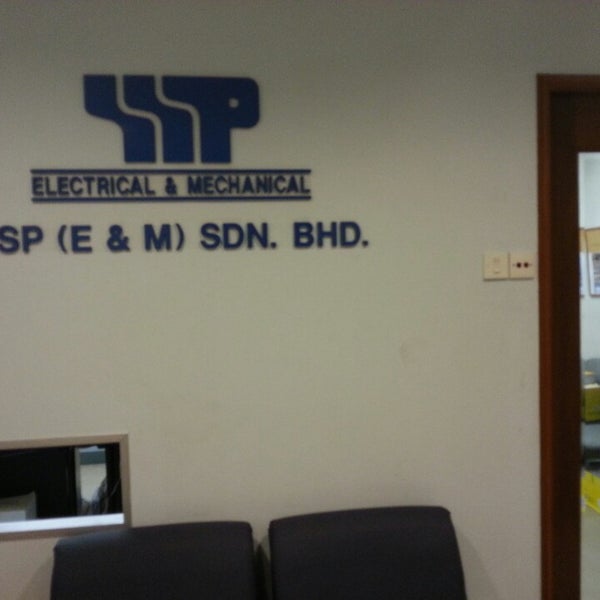 ELECTRICAL & MECHANICAL
SP (E & M) SDN. BHD.